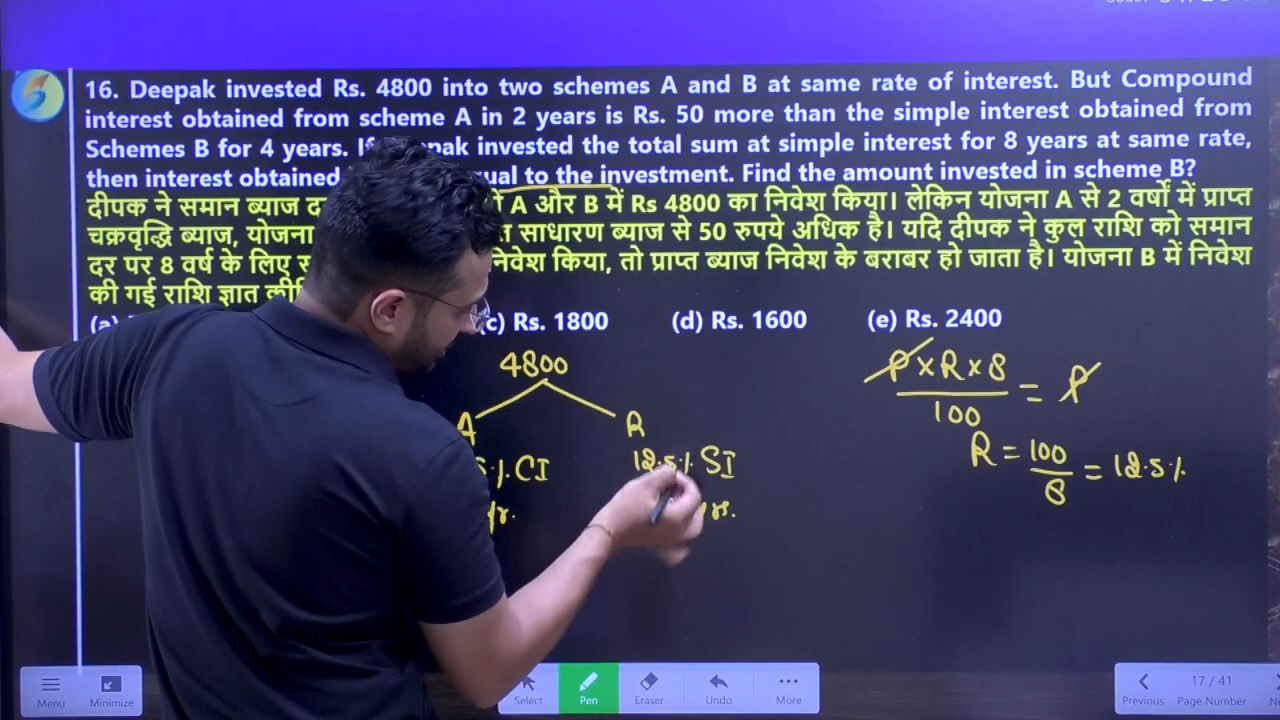 16. Deepak invested Rs. 4800 into two schemes A and B at same rate of interest. But Compound
interest obtained from scheme A in 2 years is Rs. 50 more than the simple interest obtained from
Schemes B for 4 years. If invested the total sum at simple interest for 8 years at same rate,
then interest obtained to the investment. Find the amount invested in scheme B?
दीपक ने समान ब्याज A और B में Rs 4800 का निवेश किया। लेकिन योजना A से 2 वर्षों में प्राप्त
चक्रवृद्धि ब्याज, योजना साधारण ब्याज से 50 रुपये अधिक है। यदि दीपक ने कुल राशि को समान
दर पर 8 वर्ष के लिए निवेश किया, तो प्राप्त ब्याज निवेश के बराबर हो जाता है। योजना B में निवेश
की गई राशि ज्ञात
(c) Rs. 1800 (d) Rs. 1600 (e) Rs. 2400
4800
A
CI
12.5% SI
P×R×8
100
= P
R = 100
8
= 12.5%
Menu
Minimize
Select
Pen
Eraser
Undo
More
Previous
17 / 41
Page Number